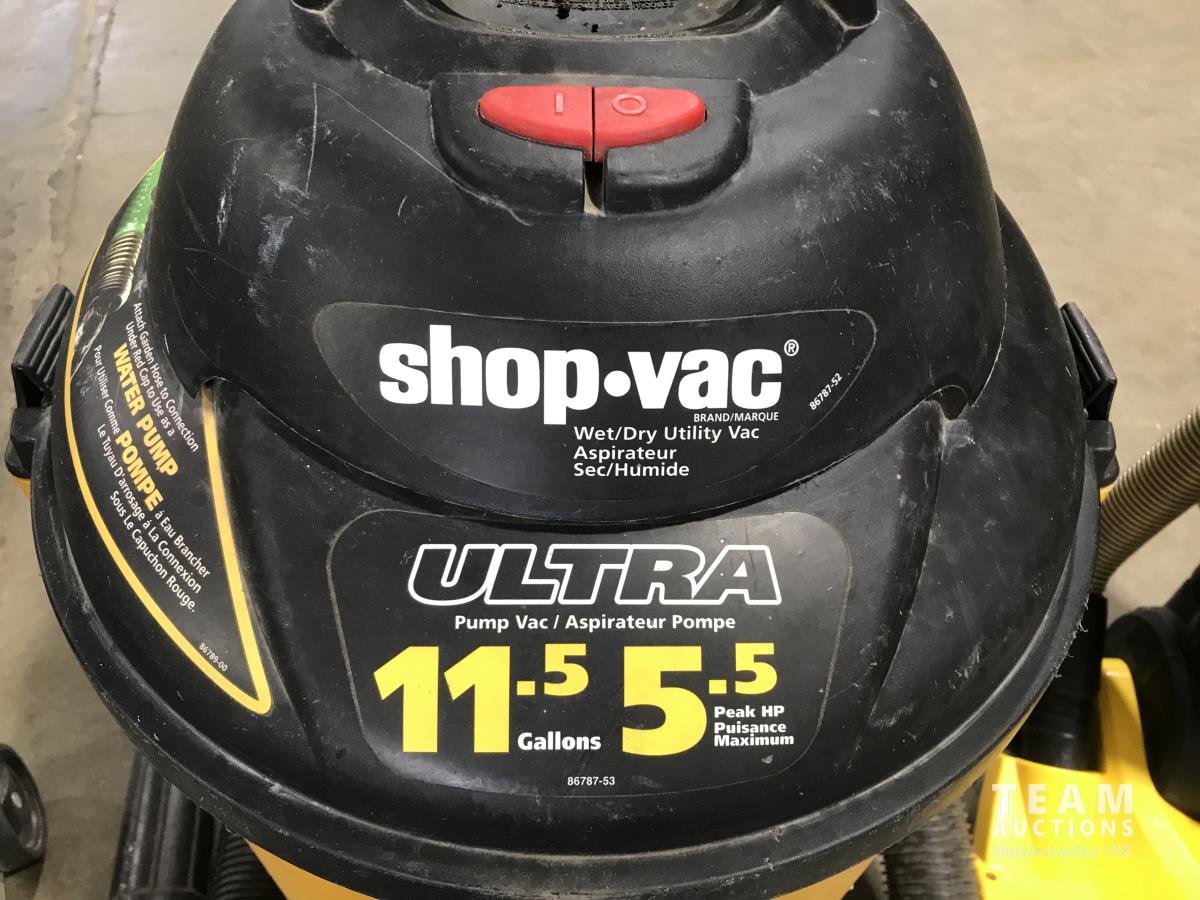 I O
shop·vac®
BRAND/MARQUE
86787-52
Wet/Dry Utility Vac
Aspirateur
Sec/Humide
Attach Garden Hose to Connection
Under Red Cap to Use as a
WATER PUMP
Pour Utiliser Comme POMPE à Eau Brancher
Le Tuyau D'arrosage à La Connexion
Sous Le Capuchon Rouge.
86789-00
ULTRA
Pump Vac / Aspirateur Pompe
11.5 Gallons
5.5 Peak HP
Puisance
Maximum
86787-53
TEAM
AUCTIONS